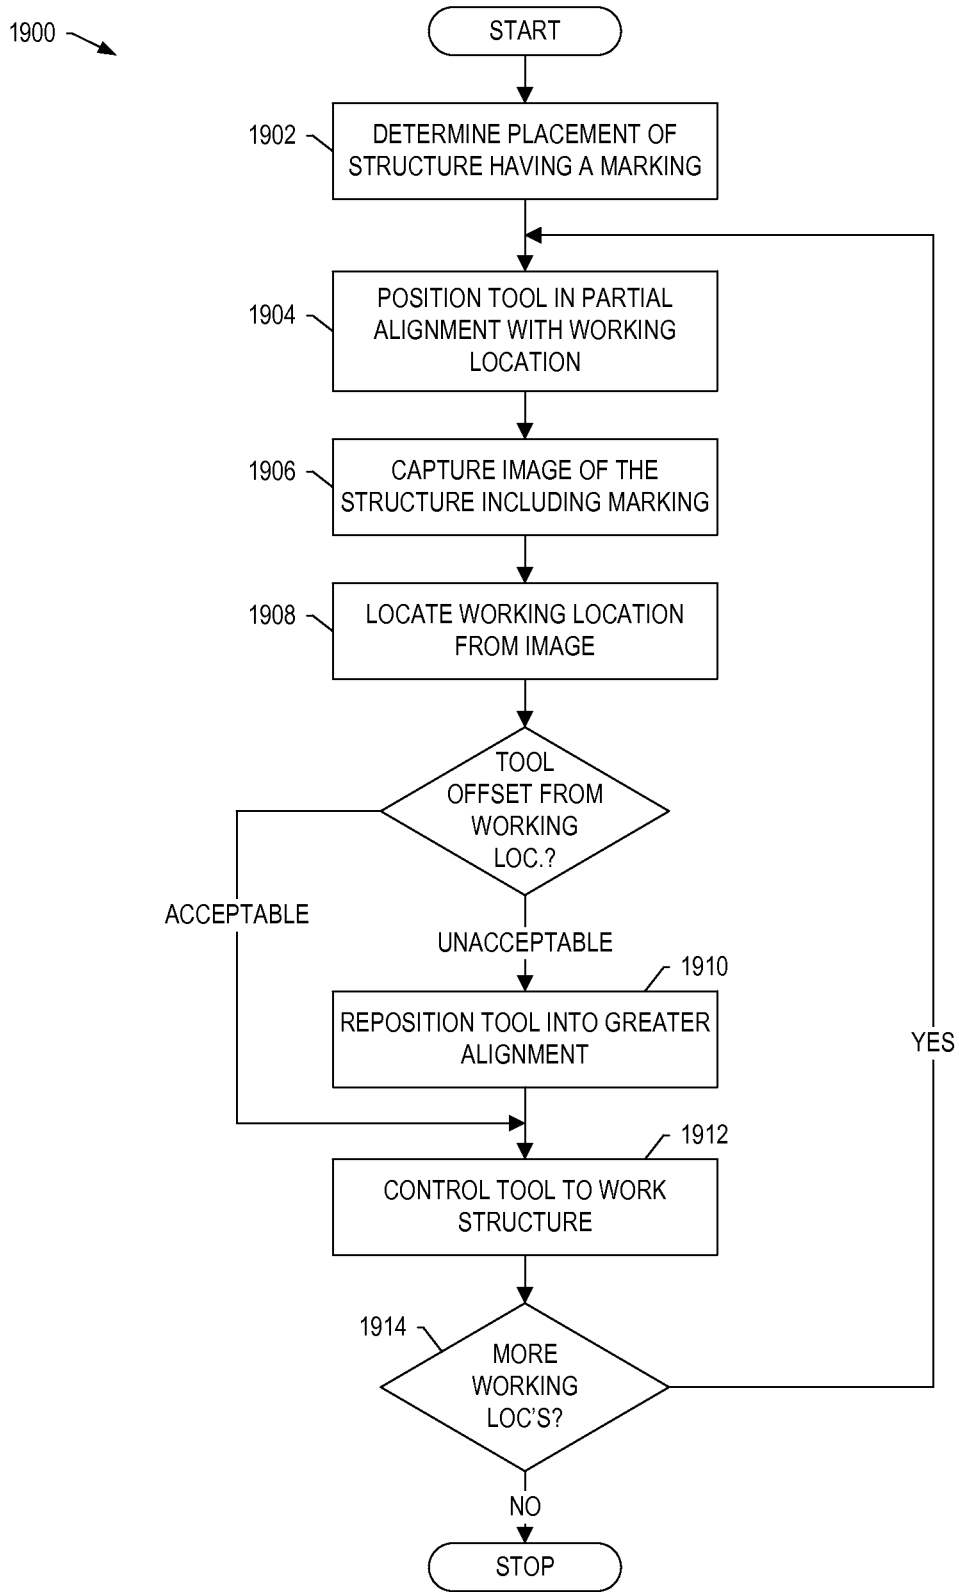 1900
START
1902
DETERMINE PLACEMENT OF
STRUCTURE HAVING A MARKING
1904
POSITION TOOL IN PARTIAL
ALIGNMENT WITH WORKING
LOCATION
1906
CAPTURE IMAGE OF THE
STRUCTURE INCLUDING MARKING
1908
LOCATE WORKING LOCATION
FROM IMAGE
TOOL
OFFSET FROM
WORKING
LOC.?
ACCEPTABLE
UNACCEPTABLE
1910
REPOSITION TOOL INTO GREATER
ALIGNMENT
YES
1912
CONTROL TOOL TO WORK
STRUCTURE
1914
MORE
WORKING
LOC'S?
NO
STOP